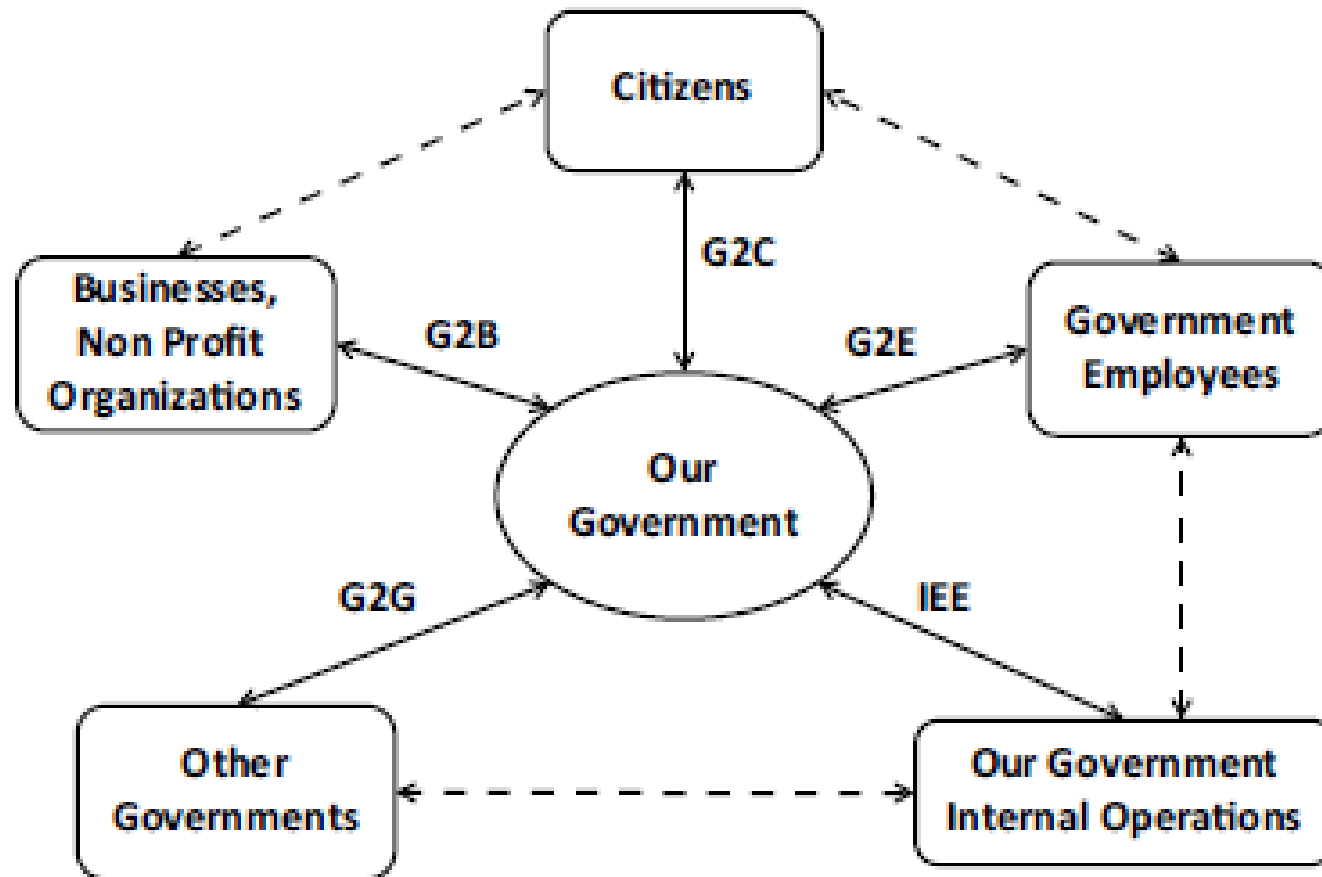 Citizens
G2C
Businesses,
Non Profit
Organizations
G2B
G2E
Government
Employees
Our
Government
G2G
IEE
Other
Governments
Our Government
Internal Operations